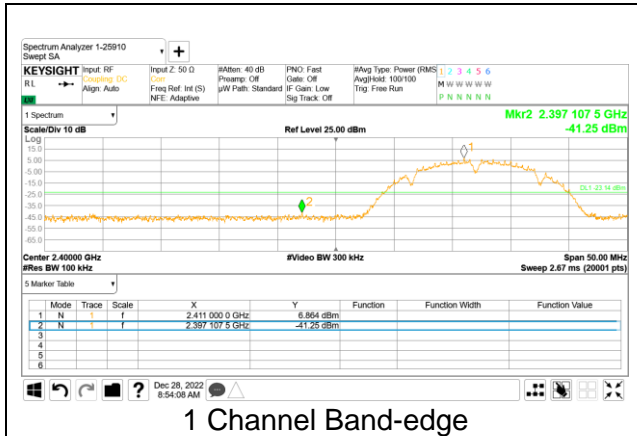 Spectrum Analyzer 1-25910
Swept SA
+
KEYSIGHT Input: RF Input Z: 50 Ω #Atten: 40 dB PNO: Fast #Avg Type: Power (RMS 1 2 3 4 5 6
RL Coupling: DC Corr Preamp: Off Gate: Off Avg|Hold: 100/100 M W W W W W
Align: Auto Freq Ref: Int (S) µW Path: Standard IF Gain: Low Trig: Free Run
NFE: Adaptive Sig Track: Off P N N N N N
1 Spectrum Mkr2 2.397 107 5 GHz
Scale/Div 10 dB Ref Level 25.00 dBm -41.25 dBm
Log
15.0
5.00
-5.00
-15.0
-25.0
-35.0
-45.0
-55.0
-65.0
1
DL1 -23.14 dBm
2
Center 2.40000 GHz #Video BW 300 kHz Span 50.00 MHz
#Res BW 100 kHz Sweep 2.67 ms (20001 pts)
5 Marker Table
Mode Trace Scale X Y Function Function Width Function Value
1 N 1 f 2.411 000 0 GHz 6.864 dBm
2 N 1 f 2.397 107 5 GHz -41.25 dBm
3
4
5
6
? Dec 28, 2022
8:54:08 AM
1 Channel Band-edge